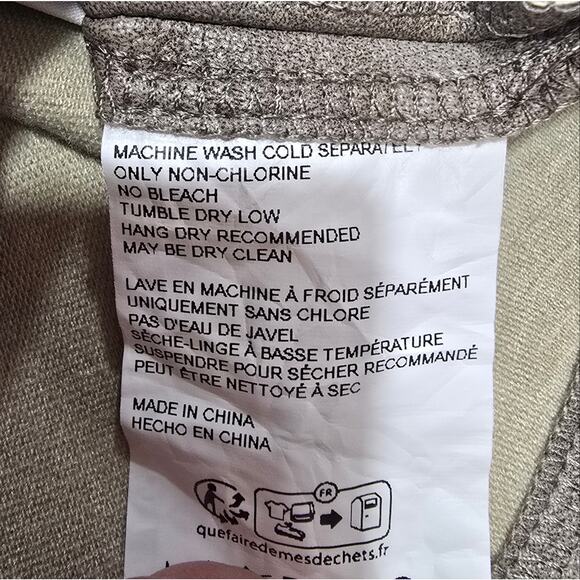 MACHINE WASH COLD SEPARATELY
ONLY NON-CHLORINE
NO BLEACH
TUMBLE DRY LOW
HANG DRY RECOMMENDED
MAY BE DRY CLEAN
LAVE EN MACHINE À FROID SÉPARÉMENT
UNIQUEMENT SANS CHLORE
PAS D'EAU DE JAVEL
SÈCHE-LINGE À BASSE TEMPÉRATURE
SUSPENDRE POUR SÉCHER RECOMMANDÉ
PEUT ÊTRE NETTOYÉ À SEC
MADE IN CHINA
HECHO EN CHINA
FR
quefairedemesdechets.fr